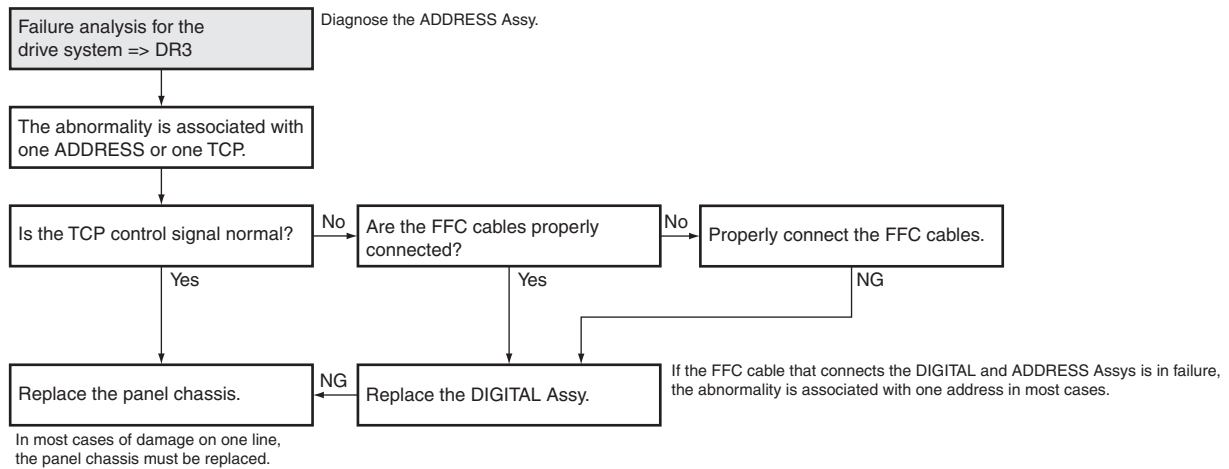 Failure analysis for the
drive system => DR3
Diagnose the ADDRESS Assy.
The abnormality is associated with
one ADDRESS or one TCP.
Is the TCP control signal normal?
No
Are the FFC cables properly
connected?
No
Properly connect the FFC cables.
Yes
Yes
NG
Replace the panel chassis.
NG
Replace the DIGITAL Assy.
If the FFC cable that connects the DIGITAL and ADDRESS Assys is in failure,
the abnormality is associated with one address in most cases.
In most cases of damage on one line,
the panel chassis must be replaced.